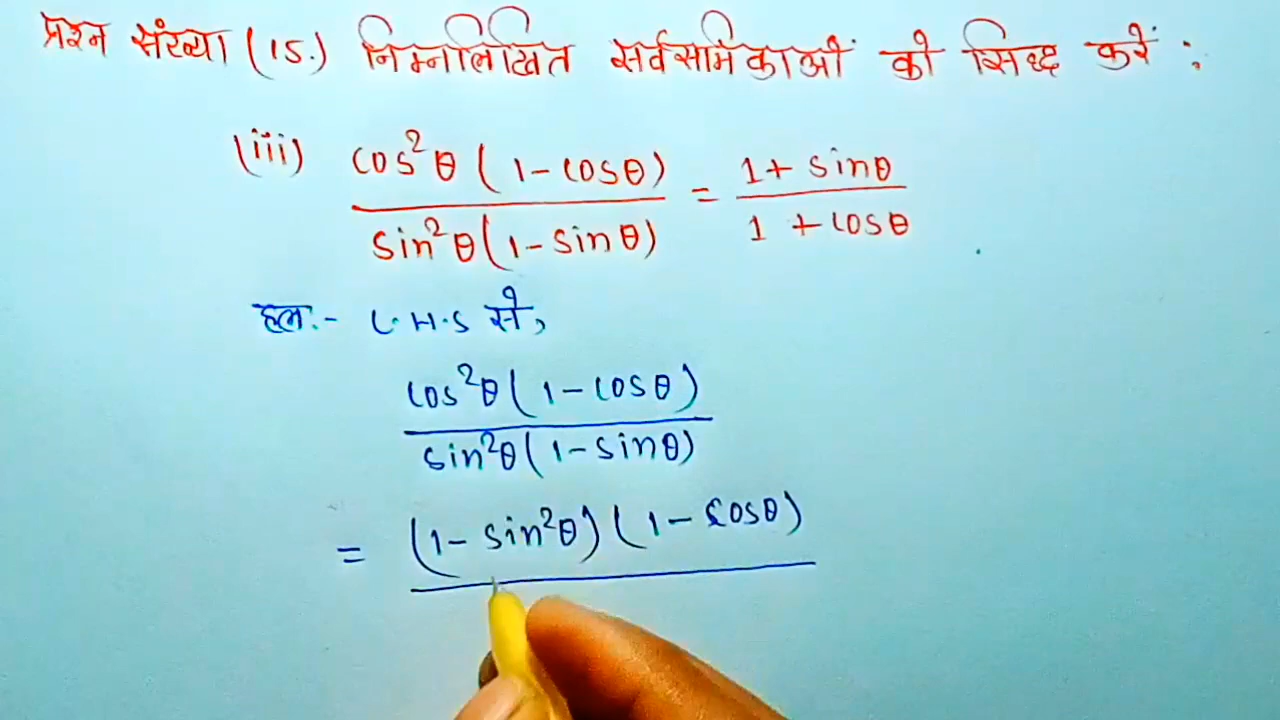 प्रश्न संख्या (15.) निम्नलिखित सर्वसमिकाओं को सिध्द करें :
(iii) cos²θ (1 - cosθ) / sin²θ (1 - sinθ) = 1 + sinθ / 1 + cosθ
हल:- L.H.S से,
cos²θ (1 - cosθ)
sin²θ (1 - sinθ)
= (1 - sin²θ) (1 - cosθ)